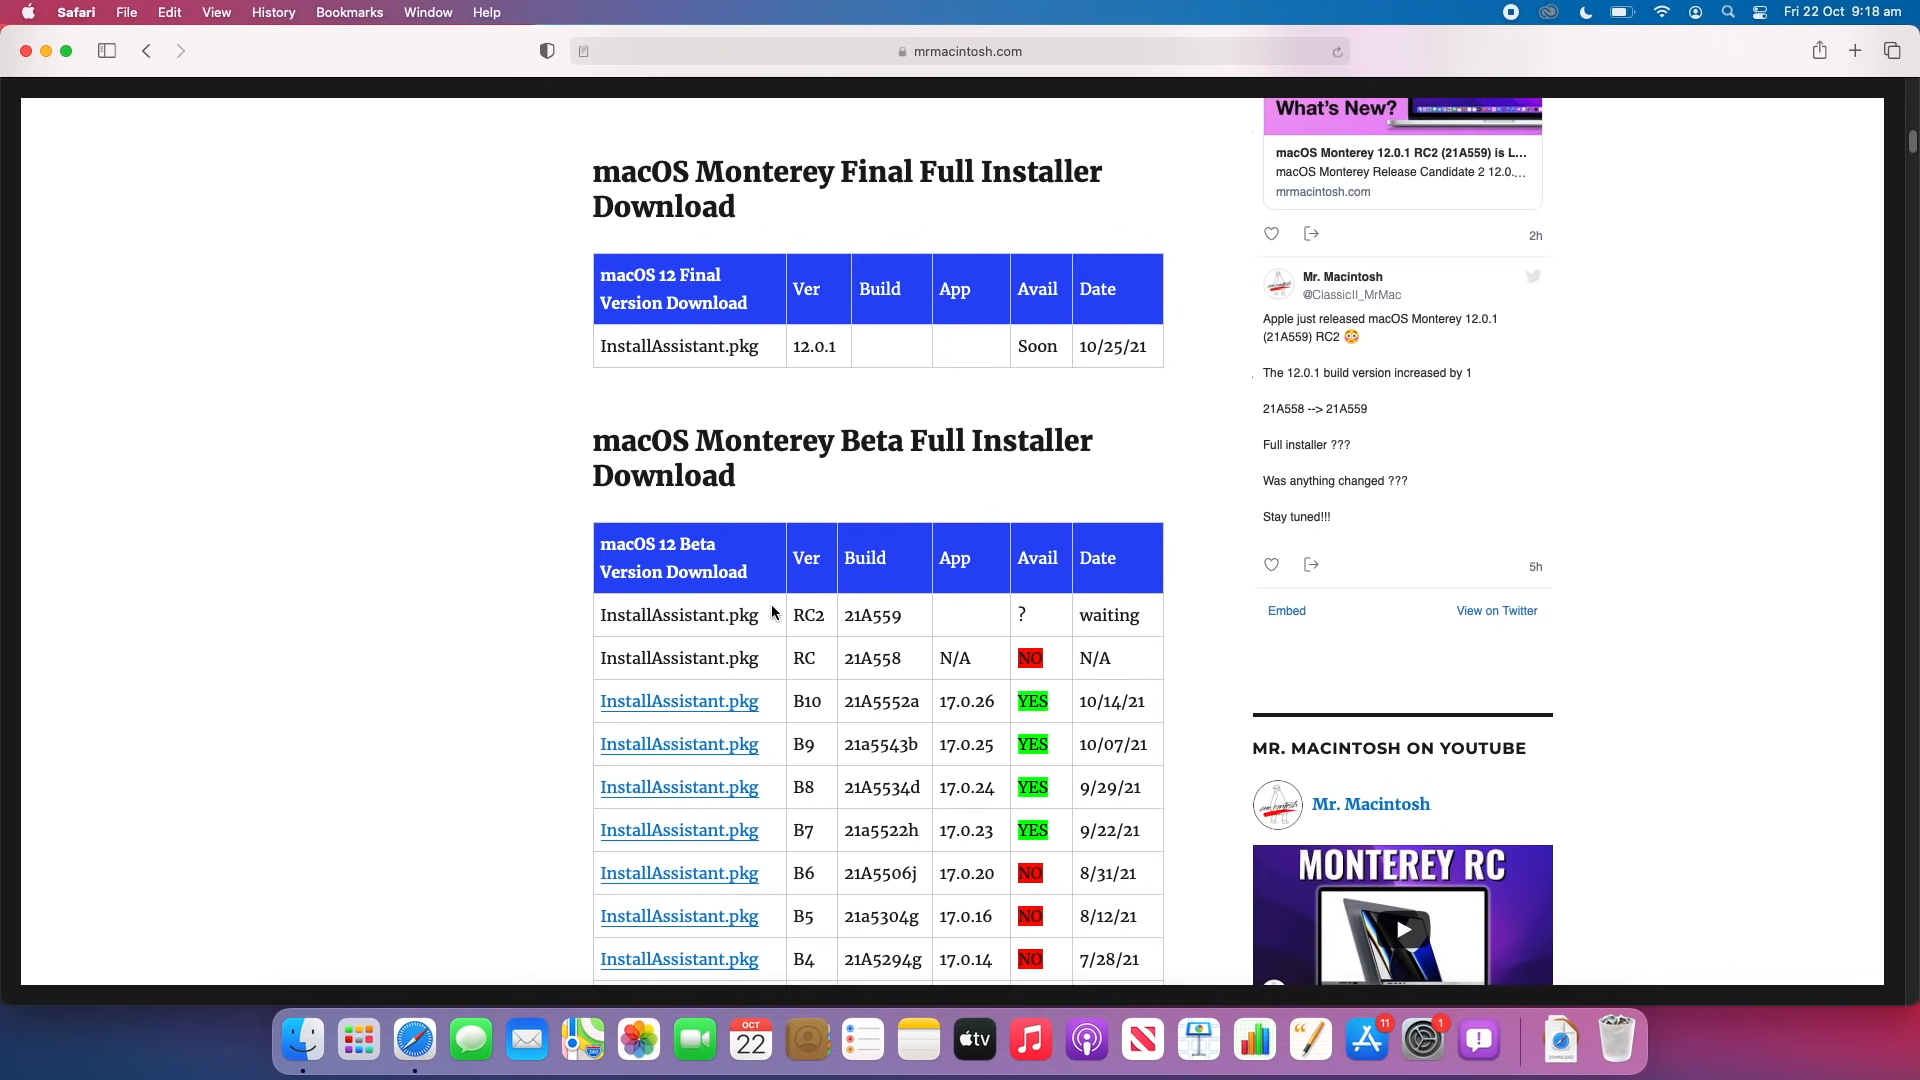 Safari File Edit View History Bookmarks Window Help
Fri 22 Oct 9:18 am
mrmacintosh.com
macOS Monterey Final Full Installer
Download
macOS 12 Final
Version Download
Ver
Build
App
Avail
Date
InstallAssistant.pkg 12.0.1 Soon 10/25/21
macOS Monterey Beta Full Installer
Download
macOS 12 Beta
Version Download
Ver
Build
App
Avail
Date
InstallAssistant.pkg RC2 21A559 ? waiting
InstallAssistant.pkg RC 21A558 N/A NO N/A
InstallAssistant.pkg B10 21A5552a 17.0.26 YES 10/14/21
InstallAssistant.pkg B9 21a5543b 17.0.25 YES 10/07/21
InstallAssistant.pkg B8 21A5534d 17.0.24 YES 9/29/21
InstallAssistant.pkg B7 21a5522h 17.0.23 YES 9/22/21
InstallAssistant.pkg B6 21A5506j 17.0.20 NO 8/31/21
InstallAssistant.pkg B5 21a5304g 17.0.16 NO 8/12/21
InstallAssistant.pkg B4 21A5294g 17.0.14 NO 7/28/21
What's New?
macOS Monterey 12.0.1 RC2 (21A559) is L...
macOS Monterey Release Candidate 2 12.0....
mrmacintosh.com
2h
Mr. Macintosh
@ClassicII_MrMac
Apple just released macOS Monterey 12.0.1
(21A559) RC2 😳
The 12.0.1 build version increased by 1
21A558 --> 21A559
Full installer ???
Was anything changed ???
Stay tuned!!!
5h
Embed
View on Twitter
MR. MACINTOSH ON YOUTUBE
Mr. Macintosh
MONTEREY RC
OCT
22
tv
11
1